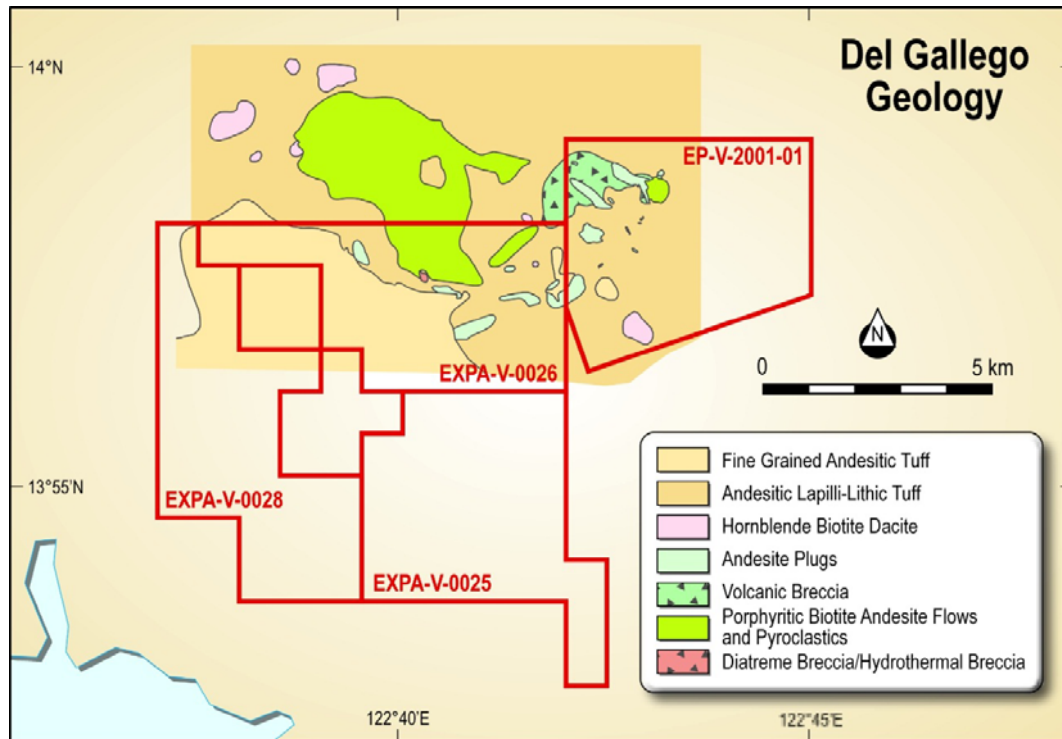 Del Gallego
Geology
14°N
EP-V-2001-01
N
EXPA-V-0026
0 5 km
13°55'N
EXPA-V-0028
EXPA-V-0025
Fine Grained Andesitic Tuff
Andesitic Lapilli-Lithic Tuff
Hornblende Biotite Dacite
Andesite Plugs
Volcanic Breccia
Porphyritic Biotite Andesite Flows
and Pyroclastics
Diatreme Breccia/Hydrothermal Breccia
122°40'E
122°45'E